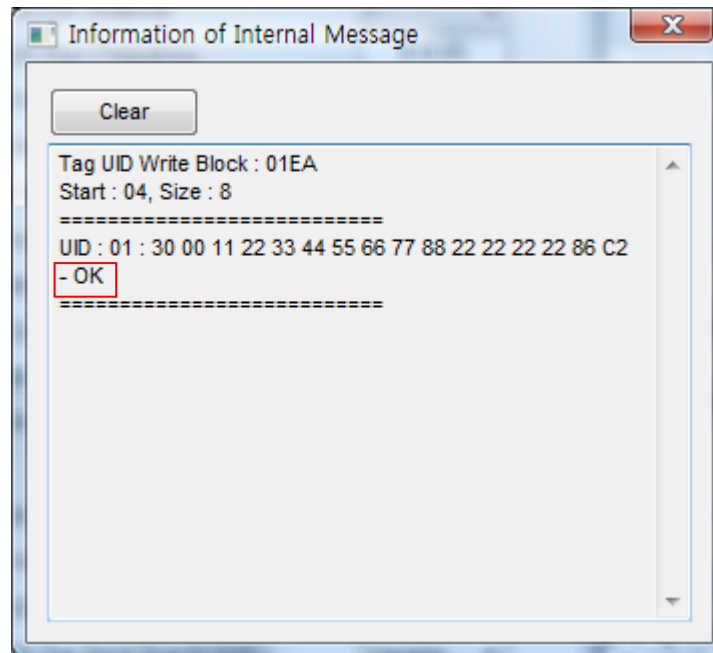 Information of Internal Message
Clear
Tag UID Write Block : 01EA
Start : 04, Size : 8
===========================
UID : 01 : 30 00 11 22 33 44 55 66 77 88 22 22 22 22 86 C2
- OK
===========================